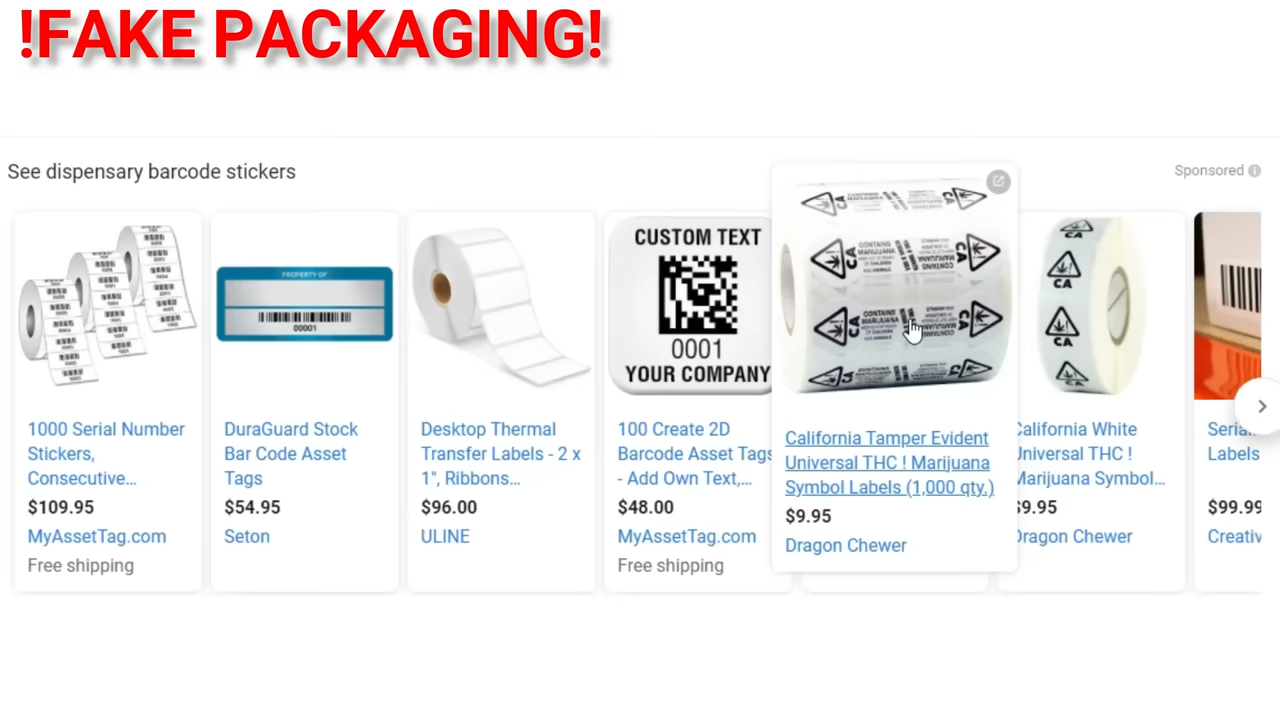 !FAKE PACKAGING!
See dispensary barcode stickers
Sponsored
PROPERTY OF
00001
CUSTOM TEXT
0001
YOUR COMPANY
CA
CONTAINS
MARIJUANA
CA
CA
CA
1000 Serial Number
Stickers,
Consecutive...
$109.95
MyAssetTag.com
Free shipping
DuraGuard Stock
Bar Code Asset
Tags
$54.95
Seton
Desktop Thermal
Transfer Labels - 2 x
1", Ribbons...
$96.00
ULINE
100 Create 2D
Barcode Asset Tags
- Add Own Text,...
$48.00
MyAssetTag.com
Free shipping
California Tamper Evident
Universal THC ! Marijuana
Symbol Labels (1,000 qty.)
$9.95
Dragon Chewer
California White
Universal THC !
Marijuana Symbol...
$9.95
Dragon Chewer
Labels
$99.99